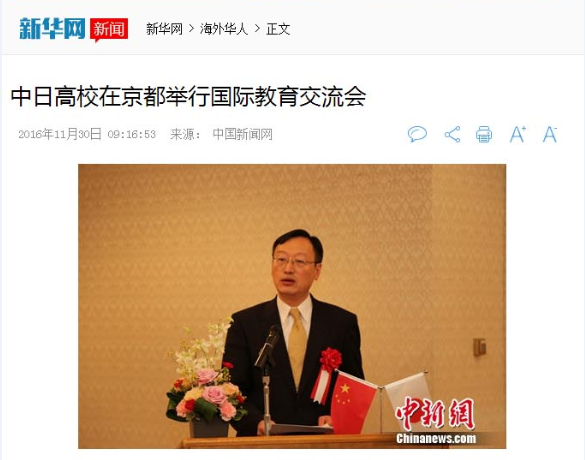 新华网 新闻 新华网 > 海外华人 > 正文
中日高校在京都举行国际教育交流会
2016年11月30日 09:16:53 来源： 中国新闻网 A+ A-
中新网
Chinanews.com